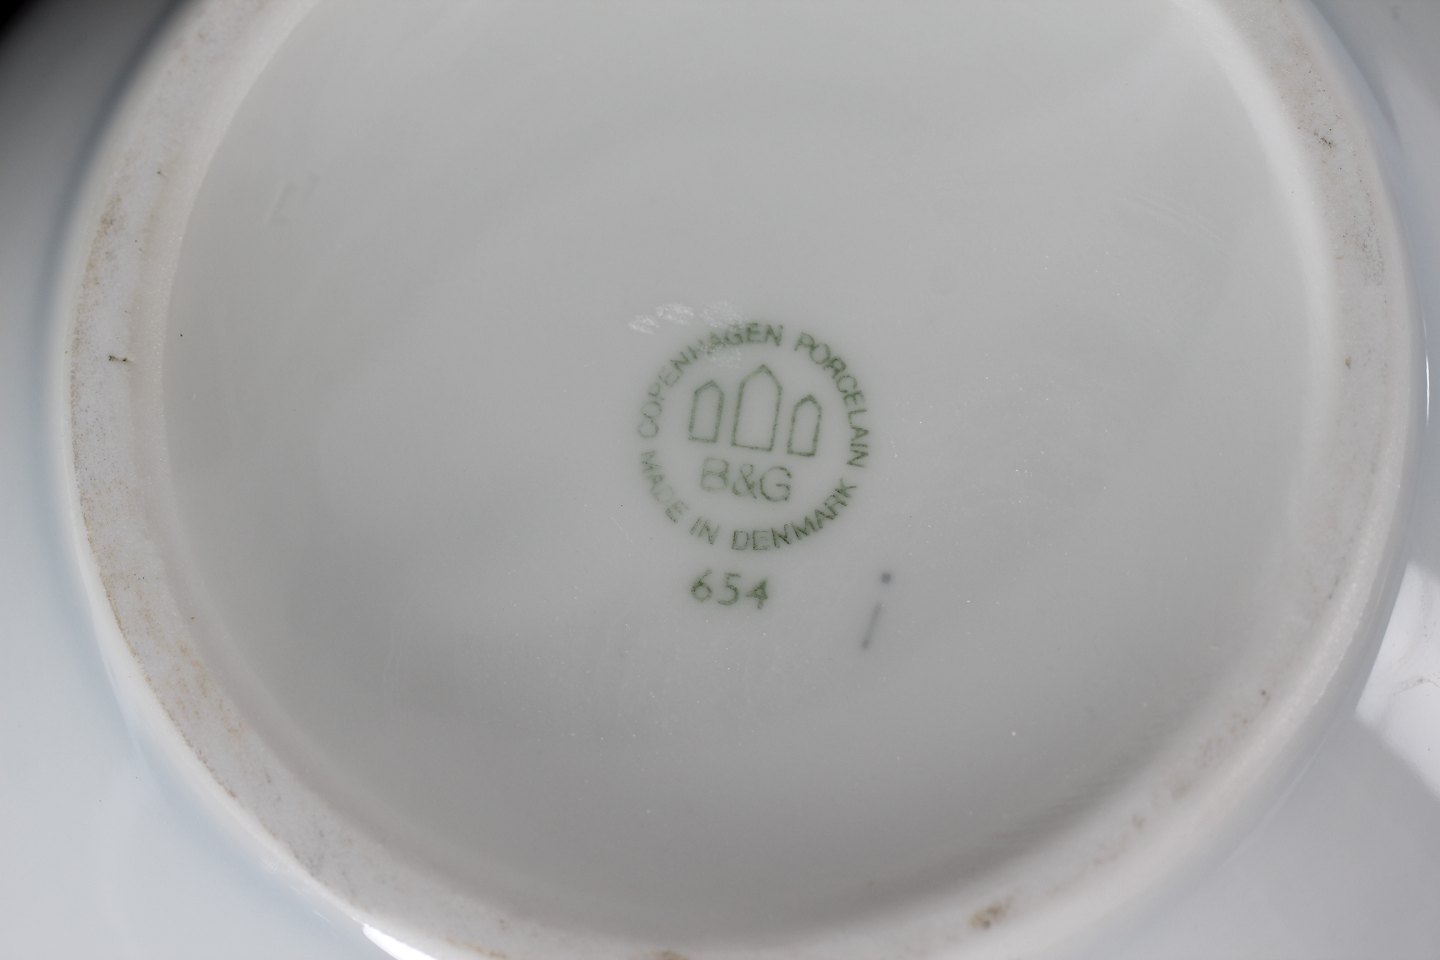 COPENHAGEN PORCELAIN
B&G
MADE IN DENMARK
654
i